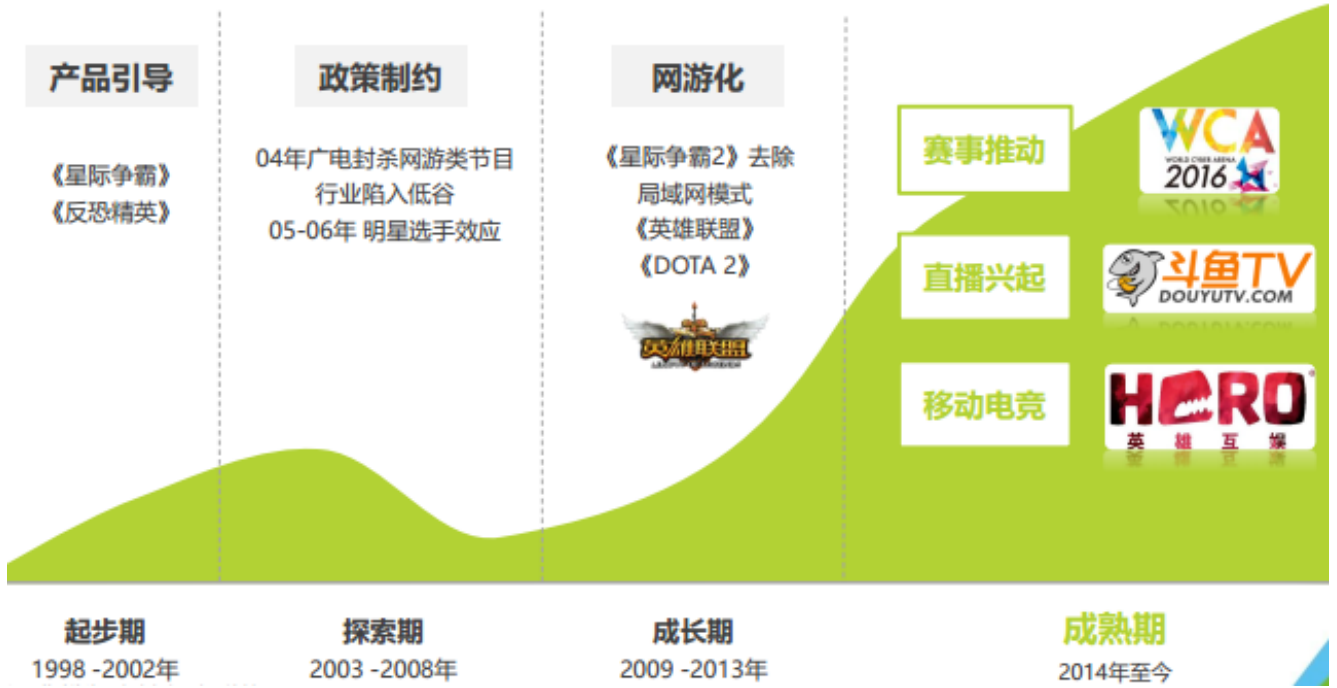 产品引导
《星际争霸》
《反恐精英》
政策制约
04年广电封杀网游类节目
行业陷入低谷
05-06年 明星选手效应
网游化
《星际争霸2》去除
局域网模式
《英雄联盟》
《DOTA 2》
英雄联盟
赛事推动
WCA
WORLD CYBER ARENA
2016
直播兴起
斗鱼TV
DOUYUTV.COM
移动电竞
HERO
英雄互娱
起步期
1998 -2002年
探索期
2003 -2008年
成长期
2009 -2013年
成熟期
2014年至今